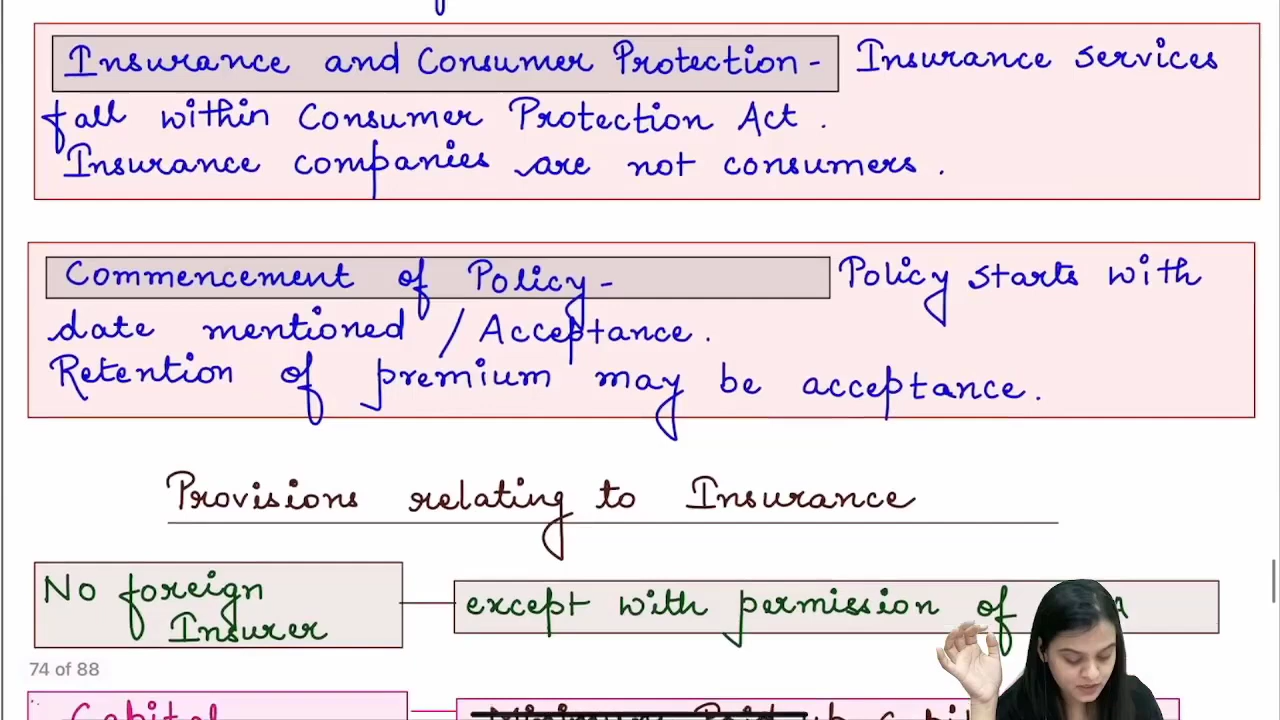 Insurance and Consumer Protection - Insurance services
fall within Consumer Protection Act.
Insurance companies are not consumers.
Commencement of Policy - Policy starts with
date mentioned / Acceptance.
Retention of premium may be acceptance.
Provisions relating to Insurance
No foreign
Insurer
except with permission of
74 of 88
Capital